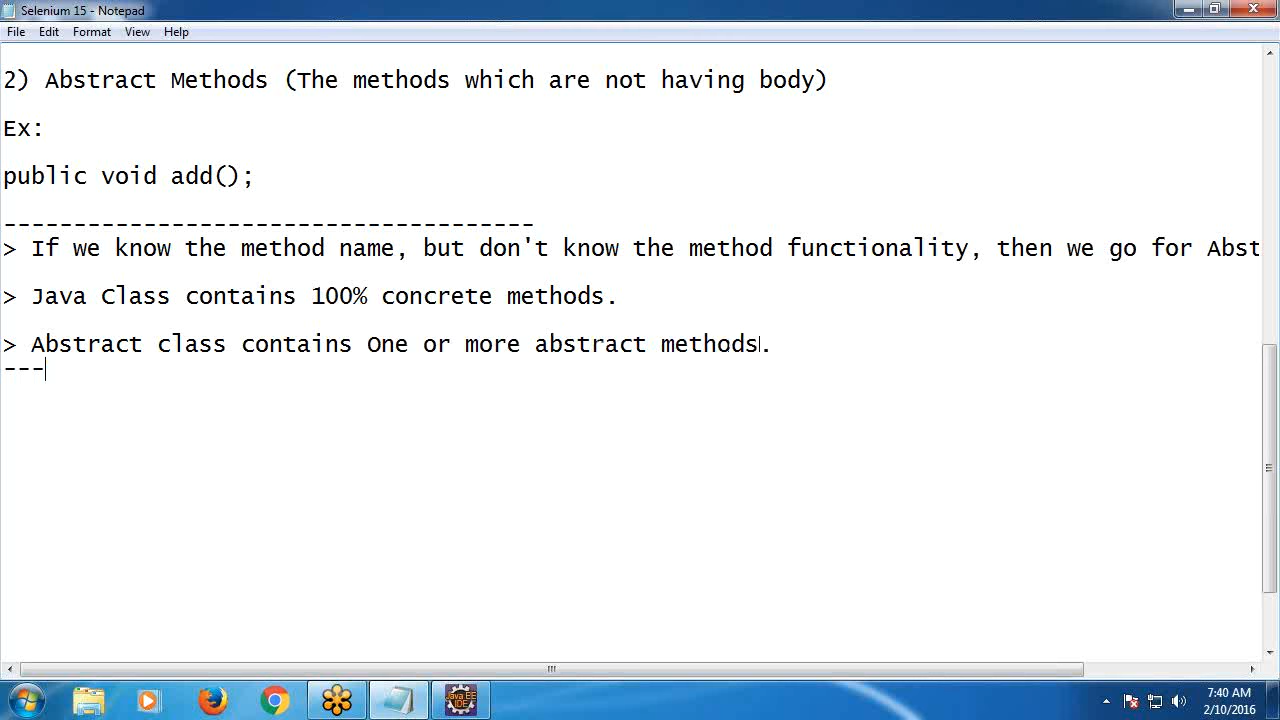 Selenium 15 - Notepad
File Edit Format View Help
2) Abstract Methods (The methods which are not having body)
Ex:
public void add();
--------------------------------------
> If we know the method name, but don't know the method functionality, then we go for Abst
> Java Class contains 100% concrete methods.
> Abstract class contains One or more abstract methods.
---
Java EE
IDE
7:40 AM
2/10/2016